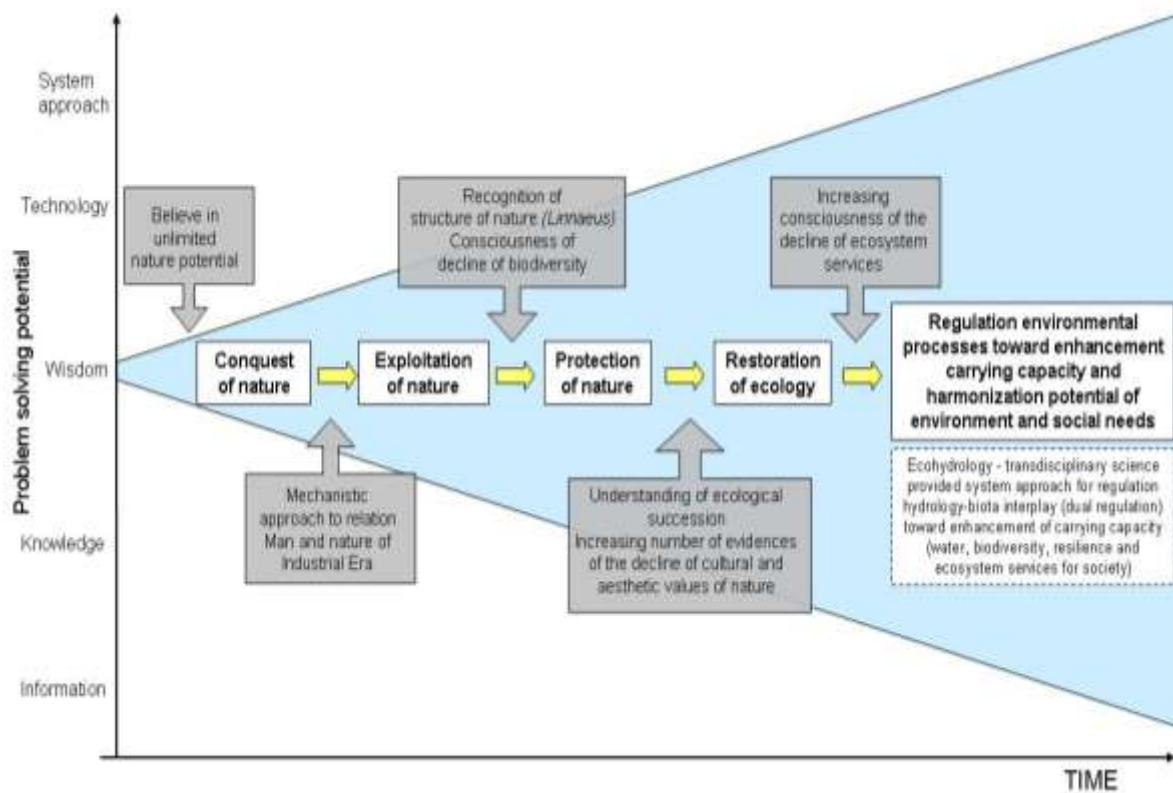 System
approach
Technology
Problem solving potential
Wisdom
Knowledge
Information
Believe in
unlimited
nature potential
Recognition of
structure of nature (Linnaeus)
Consciousness of
decline of biodiversity
Increasing
consciousness of the
decline of ecosystem
services
Conquest
of nature
Exploitation
of nature
Protection
of nature
Restoration
of ecology
Regulation environmental
processes toward enhancement
carrying capacity and
harmonization potential of
environment and social needs
Mechanistic
approach to relation
Man and nature of
Industrial Era
Understanding of ecological
succession
Increasing number of evidences
of the decline of cultural and
aesthetic values of nature
Ecohydrology - transdisciplinary science
provided system approach for regulation
hydrology-biota interplay (dual regulation)
toward enhancement of carrying capacity
(water, biodiversity, resilience and
ecosystem services for society)
TIME